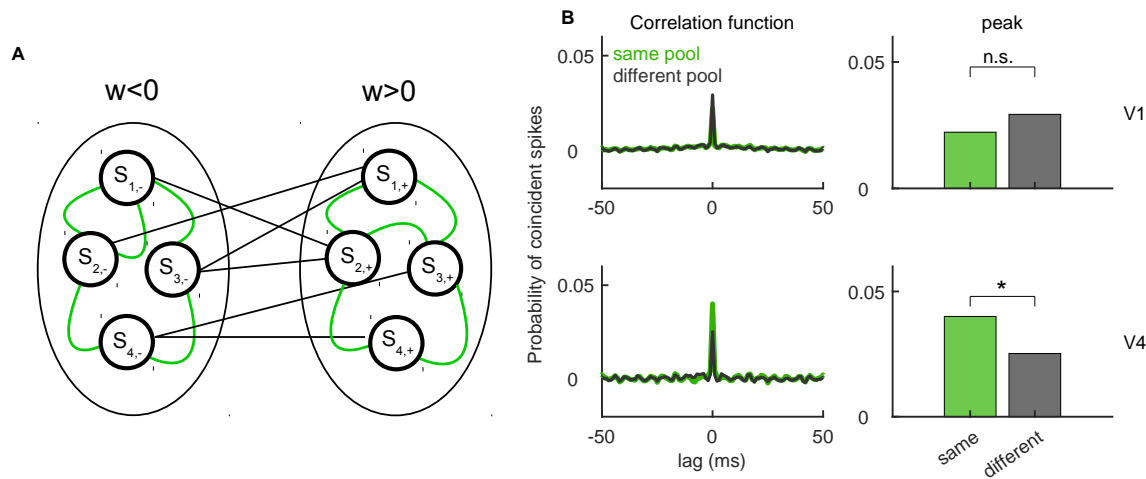 A
w<0
w>0
S1,-
S2,-
S3,-
S4,-
S1,+
S2,+
S3,+
S4,+
B
Correlation function
peak
Probability of coincident spikes
0.05
same pool
different pool
0
-50
0
50
0.05
n.s.
0
V1
0.05
0
-50
0
50
lag (ms)
0.05
*
0
same
different
V4